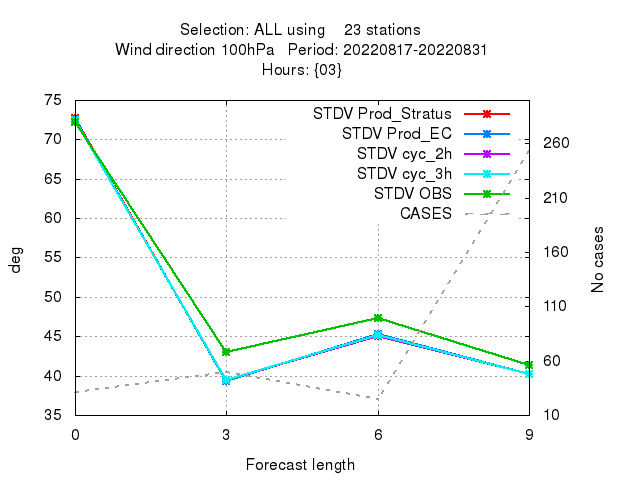 Selection: ALL using    23 stations
Wind direction 100hPa   Period: 20220817-20220831
Hours: {03}
STDV Prod_Stratus
STDV Prod_EC
STDV cyc_2h
STDV cyc_3h
STDV OBS
CASES
75
70
65
60
55
50
45
40
35
deg
260
210
160
110
60
10
No cases
0 3 6 9
Forecast length